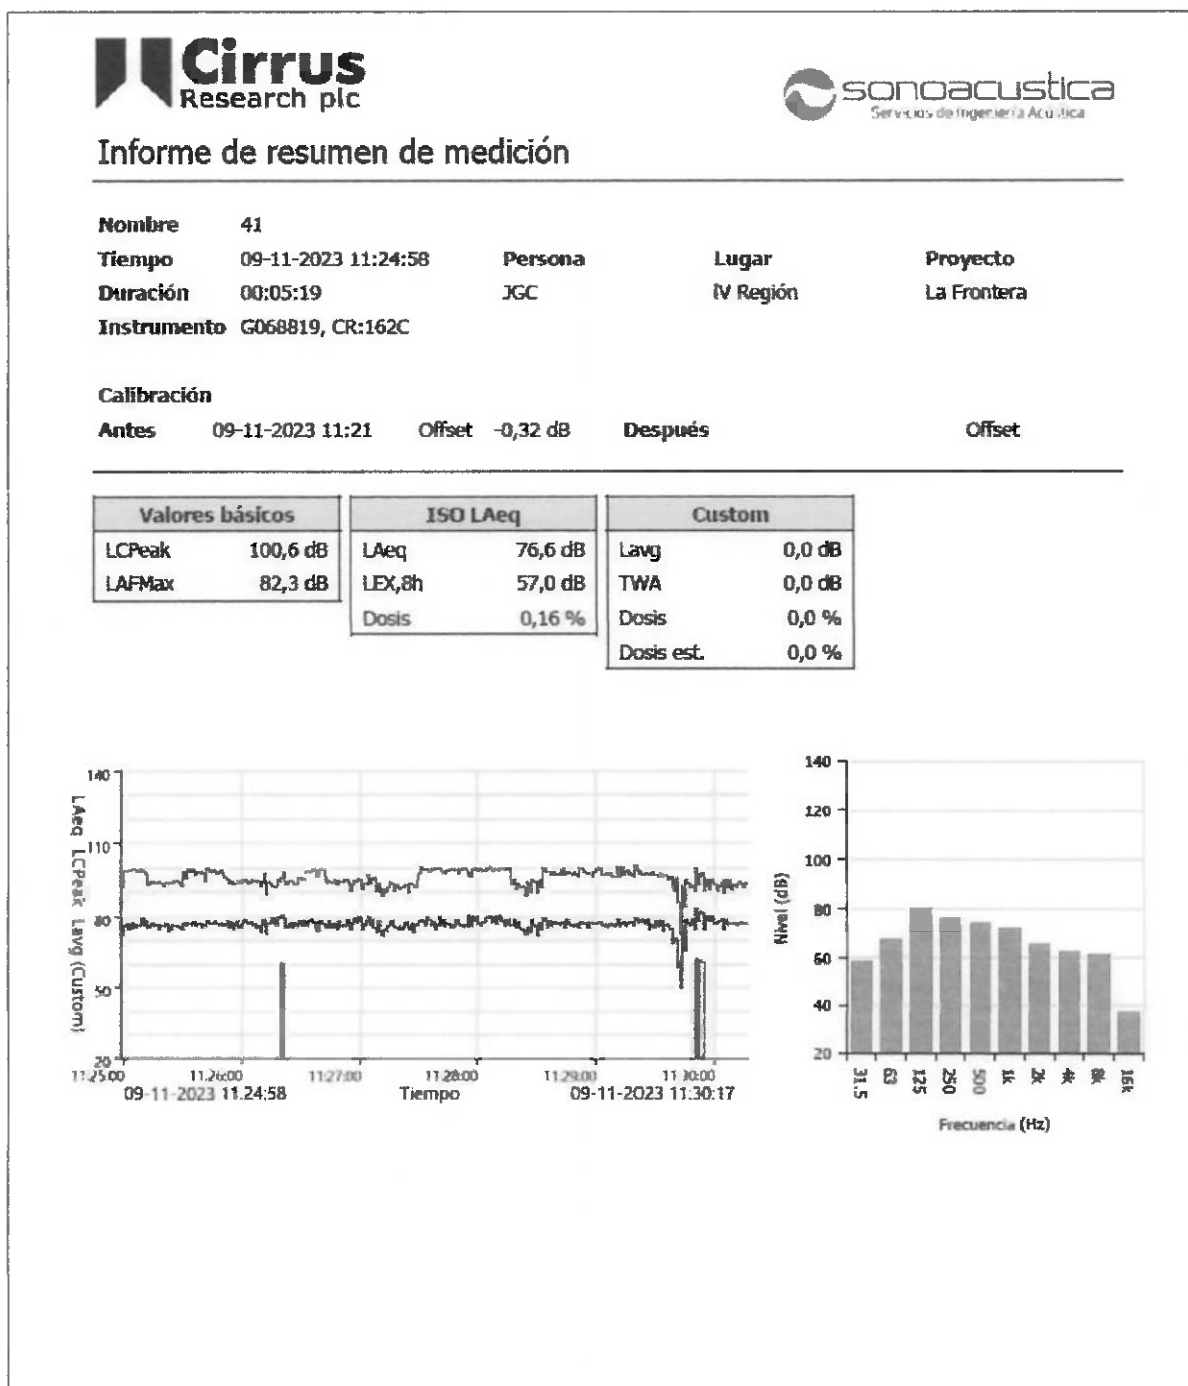 Cirrus
Research plc
sonoacustica
Servicios de Ingeniería Acústica
Informe de resumen de medición
Nombre 41
Tiempo 09-11-2023 11:24:58 Persona Lugar Proyecto
Duración 00:05:19 JGC IV Región La Frontera
Instrumento G068819, CR:162C
Calibración
Antes 09-11-2023 11:21 Offset -0,32 dB Después Offset
Valores básicos
LCPeak 100,6 dB
LAFMax 82,3 dB
ISO LAeq
LAeq 76,6 dB
LEX,8h 57,0 dB
Dosis 0,16 %
Custom
Lavg 0,0 dB
TWA 0,0 dB
Dosis 0,0 %
Dosis est. 0,0 %
LAeq LCPeak Lavg (Custom)
140
110
80
50
20
11:25:00 11:26:00 11:27:00 11:28:00 11:29:00 11:30:00
09-11-2023 11:24:58 Tiempo 09-11-2023 11:30:17
Nivel (dB)
140
120
100
80
60
40
20
31.5 63 125 250 500 1k 2k 4k 8k 16k
Frecuencia (Hz)